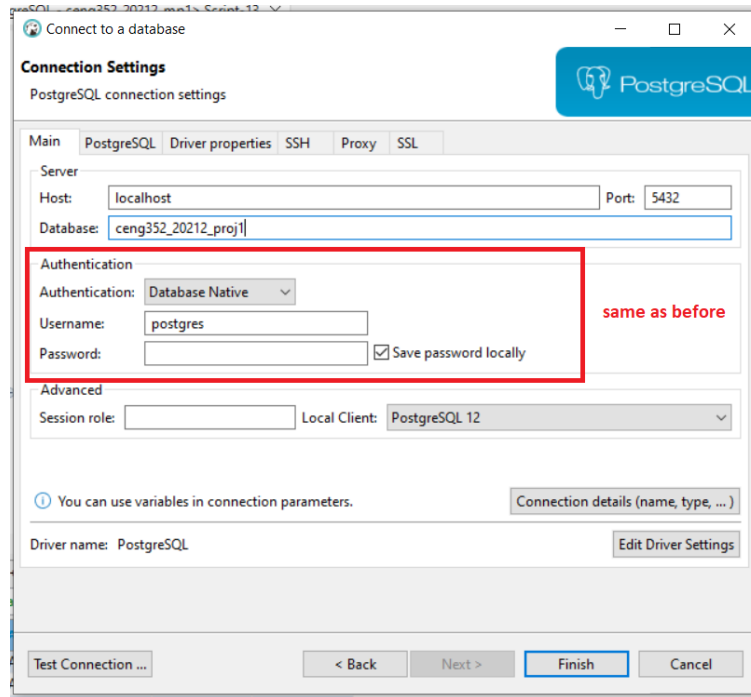 Connect to a database
Connection Settings
PostgreSQL connection settings
PostgreSQL
Main PostgreSQL Driver properties SSH Proxy SSL
Server
Host: localhost Port: 5432
Database: ceng352_20212_proj1
Authentication
Authentication: Database Native
Username: postgres
same as before
Password: Save password locally
Advanced
Session role: Local Client: PostgreSQL 12
You can use variables in connection parameters.
Connection details (name, type, ... )
Driver name: PostgreSQL
Edit Driver Settings
Test Connection ... < Back Next > Finish Cancel